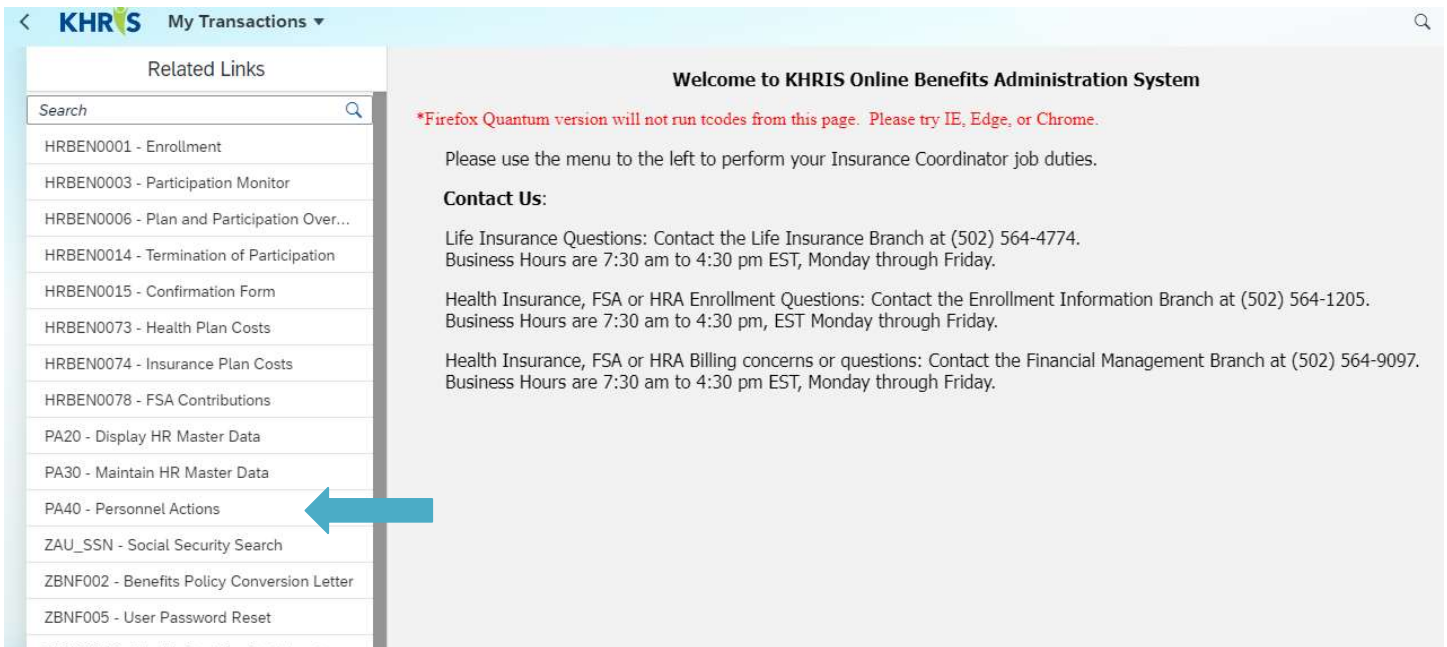 KHRIS My Transactions
Related Links
Search
HRBEN0001 - Enrollment
HRBEN0003 - Participation Monitor
HRBEN0006 - Plan and Participation Over...
HRBEN0014 - Termination of Participation
HRBEN0015 - Confirmation Form
HRBEN0073 - Health Plan Costs
HRBEN0074 - Insurance Plan Costs
HRBEN0078 - FSA Contributions
PA20 - Display HR Master Data
PA30 - Maintain HR Master Data
PA40 - Personnel Actions
ZAU_SSN - Social Security Search
ZBNF002 - Benefits Policy Conversion Letter
ZBNF005 - User Password Reset
Welcome to KHRIS Online Benefits Administration System
*Firefox Quantum version will not run tcodes from this page. Please try IE, Edge, or Chrome.
Please use the menu to the left to perform your Insurance Coordinator job duties.
Contact Us:
Life Insurance Questions: Contact the Life Insurance Branch at (502) 564-4774.
Business Hours are 7:30 am to 4:30 pm EST, Monday through Friday.
Health Insurance, FSA or HRA Enrollment Questions: Contact the Enrollment Information Branch at (502) 564-1205.
Business Hours are 7:30 am to 4:30 pm, EST Monday through Friday.
Health Insurance, FSA or HRA Billing concerns or questions: Contact the Financial Management Branch at (502) 564-9097.
Business Hours are 7:30 am to 4:30 pm EST, Monday through Friday.